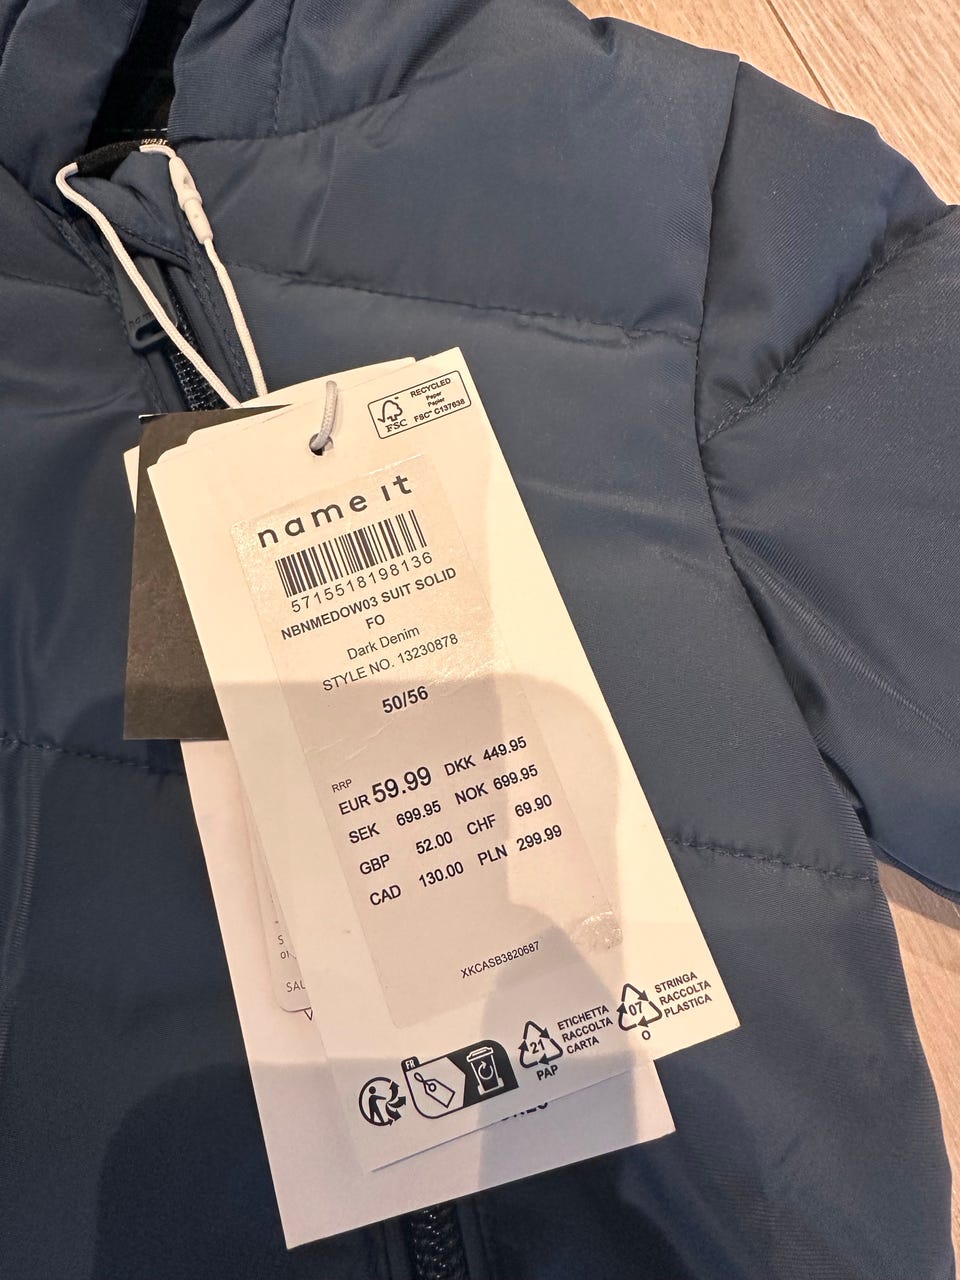 RECYCLED
Paper
Papier
FSC
FSC™ C137638
name it
5715518198136
NBNMEDOW03 SUIT SOLID
FO
Dark Denim
STYLE NO. 13230878
50/56
RRP
EUR 59.99 DKK 449.95
SEK 699.95 NOK 699.95
GBP 52.00 CHF 69.90
CAD 130.00 PLN 299.99
XKCASB3820687
SAU
FR
21
PAP
ETICHETTA
RACCOLTA
CARTA
07
O
STRINGA
RACCOLTA
PLASTICA